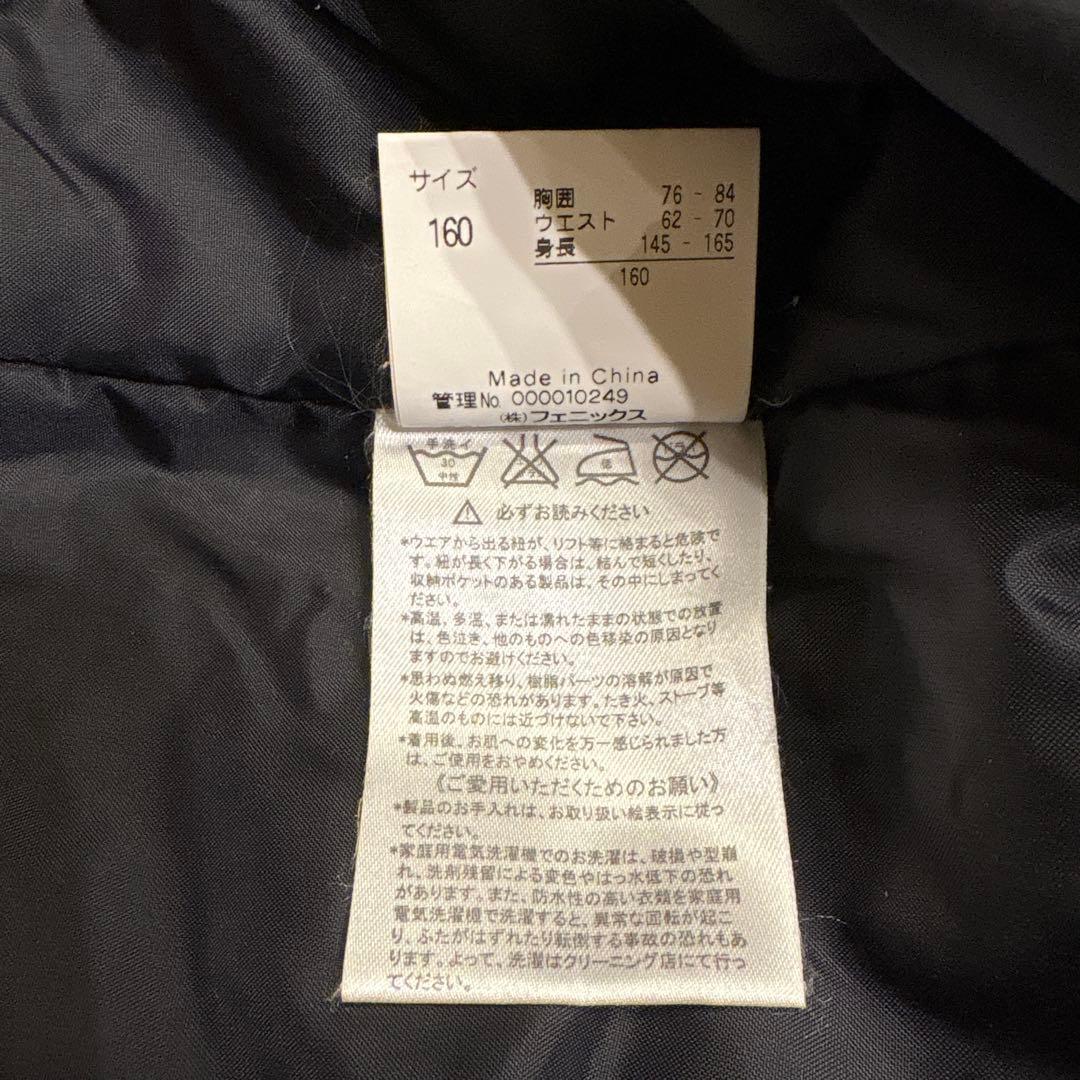 サイズ
160
胸囲 76 - 84
ウエスト 62 - 70
身長 145 - 165
160
Made in China
管理No. 000010249
(株)フェニックス
手洗イ
30
中性
低
ドライ
必ずお読みください
*ウエアから出る紐が、リフト等に絡まると危険で
す。紐が長く下がる場合は、結んで短くしたり、
収納ポケットのある製品は、その中にしまってく
ださい。
*高温、多温、または濡れたままの状態での放置
は、色泣き、他のものへの色移染の原因となり
ますのでお避けください。
*思わぬ燃え移り、樹脂パーツの溶解が原因で
火傷などの恐れがあります。たき火、ストーブ等
高温のものには近づけないで下さい。
*着用後、お肌への変化を万一感じられました方
は、ご使用をおやめください。
《ご愛用いただくためのお願い》
*製品のお手入れは、お取り扱い絵表示に従っ
てください。
*家庭用電気洗濯機でのお洗濯は、破損や型崩
れ、洗剤残留による変色やはっ水低下の恐れ
があります。また、防水性の高い衣類を家庭用
電気洗濯機で洗濯すると、異常な回転が起こ
り、ふたがはずれたり転倒する事故の恐れもあ
ります。よって、洗濯はクリーニング店にて行っ
てください。